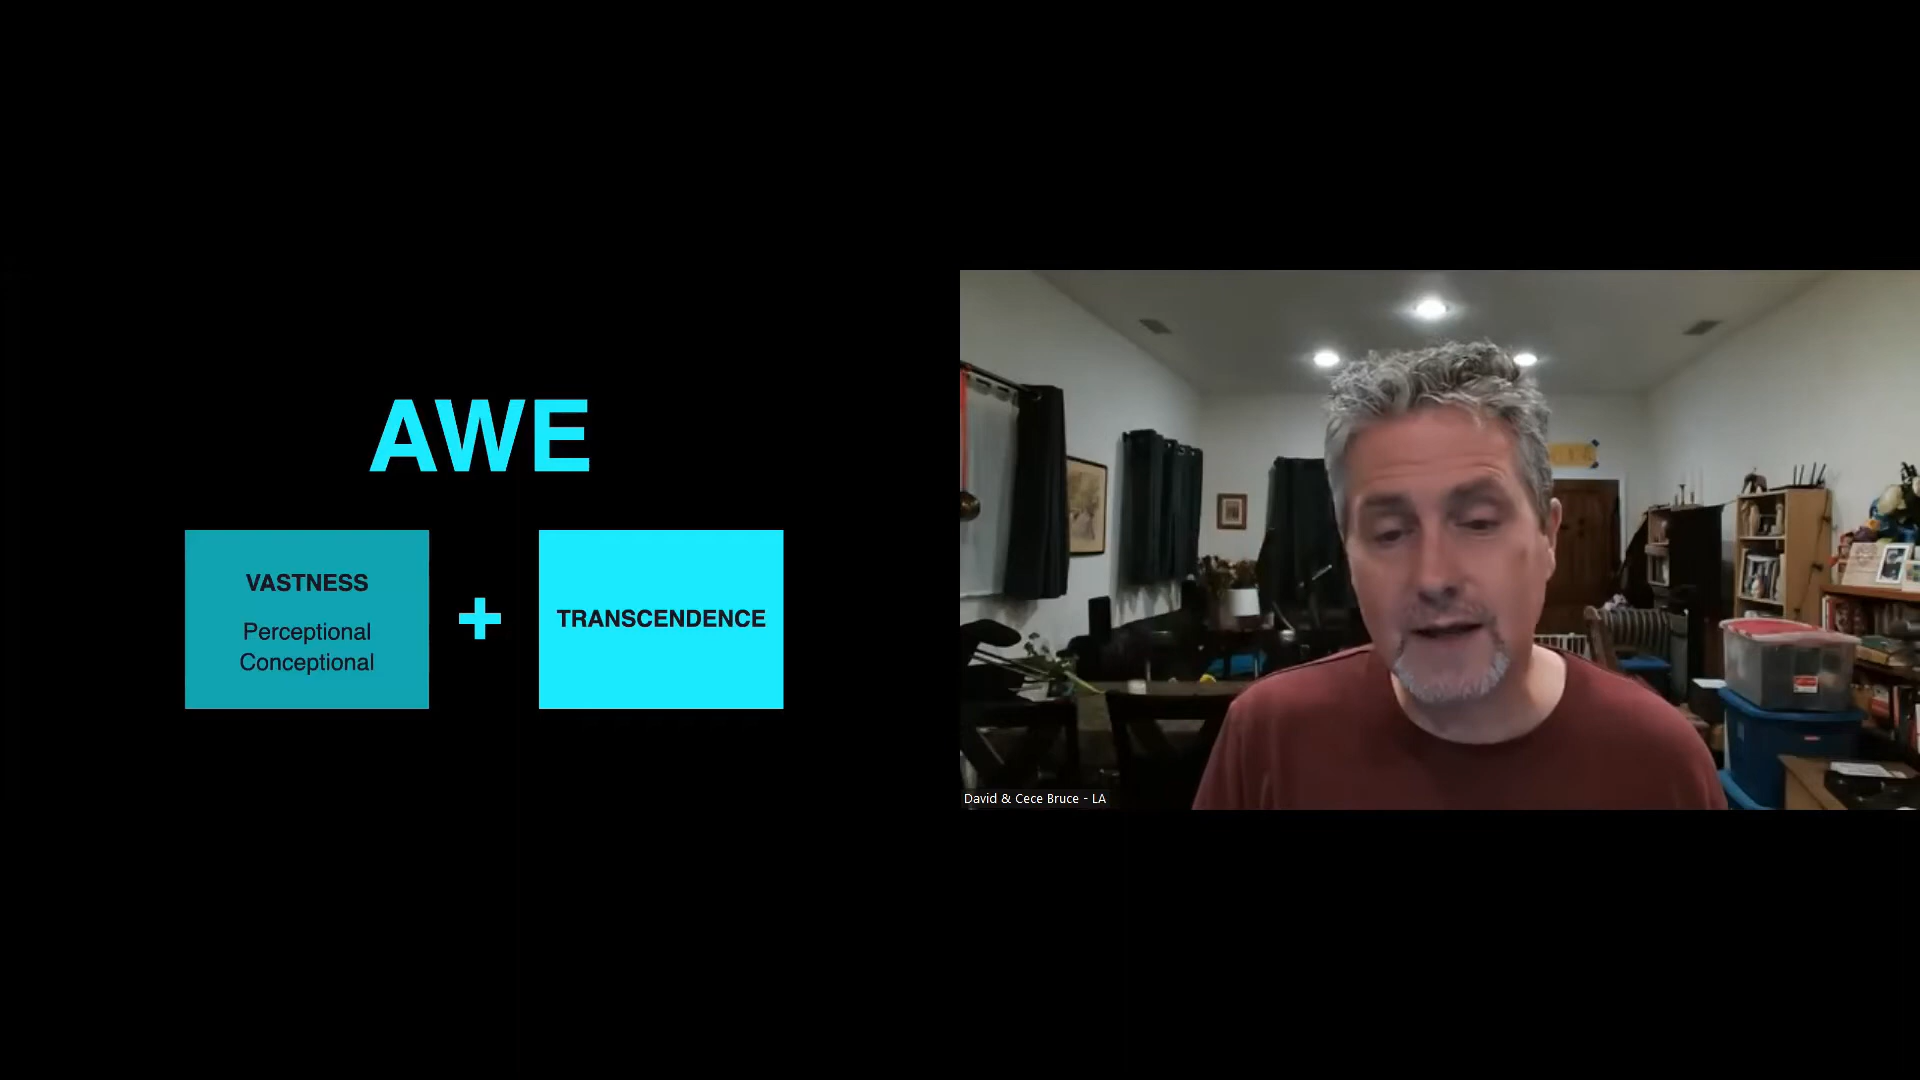 AWE
VASTNESS
Perceptional
Conceptional
+
TRANSCENDENCE
David & Cece Bruce - LA